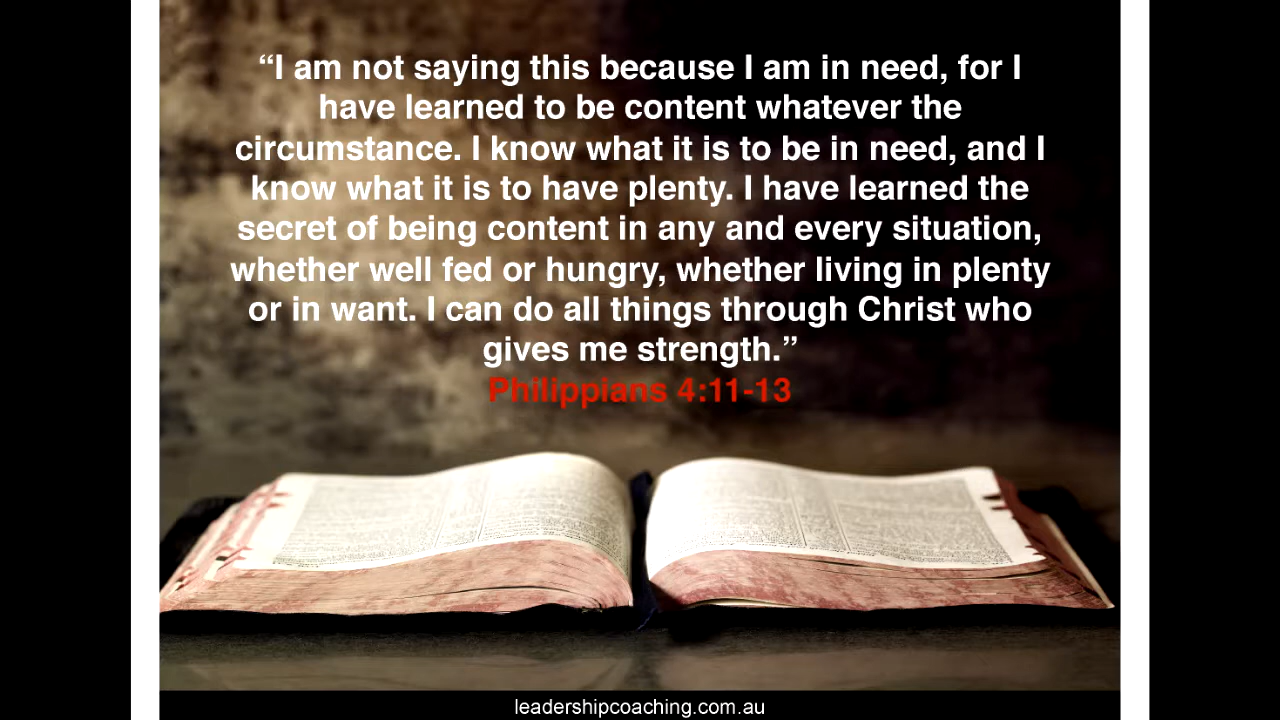 “I am not saying this because I am in need, for I
have learned to be content whatever the
circumstance. I know what it is to be in need, and I
know what it is to have plenty. I have learned the
secret of being content in any and every situation,
whether well fed or hungry, whether living in plenty
or in want. I can do all things through Christ who
gives me strength.”
Philippians 4:11-13
leadershipcoaching.com.au